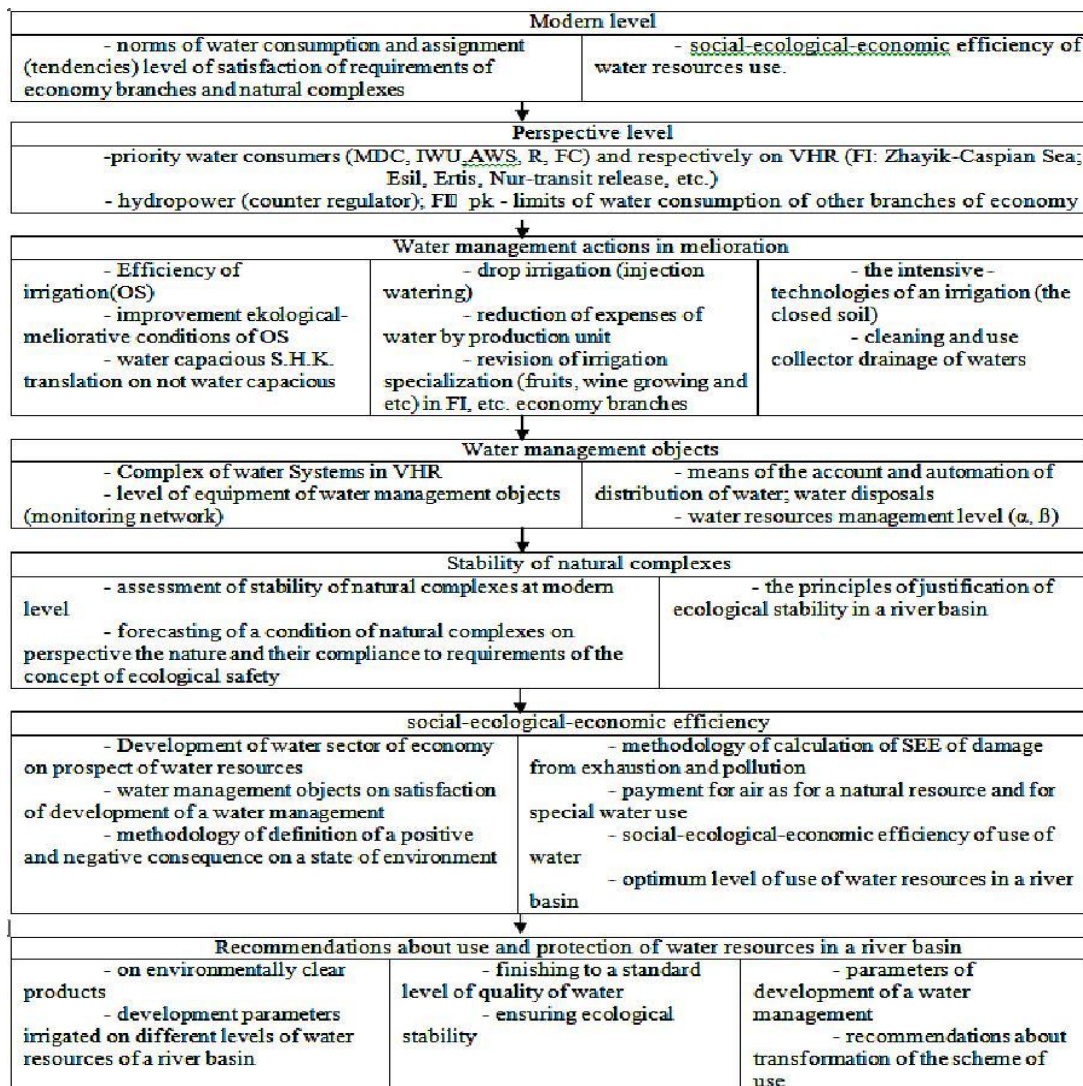 Modern level
- norms of water consumption and assignment
(tendencies) level of satisfaction of requirements of
economy branches and natural complexes
- social-ecological-economic efficiency of
water resources use.
Perspective level
-priority water consumers (MDC, IWU,AWS, R, FC) and respectively on VHR (FI: Zhayik-Caspian Sea;
Esil, Ertis, Nur-transit release, etc.)
- hydropower (counter regulator); FI pk - limits of water consumption of other branches of economy
Water management actions in melioration
- Efficiency of
irrigation(OS)
- improvement ekological-
meliorative conditions of OS
- water capacious S.H.K.
translation on not water capacious
- drop irrigation (injection
watering)
- reduction of expenses of
water by production unit
- revision of irrigation
specialization (fruits, wine growing and
etc) in FI, etc. economy branches
- the intensive -
technologies of an irrigation (the
closed soil)
- cleaning and use
collector drainage of waters
Water management objects
- Complex of water Systems in VHR
- level of equipment of water management objects
(monitoring network)
- means of the account and automation of
distribution of water; water disposals
- water resources management level (α, ß)
Stability of natural complexes
- assessment of stability of natural complexes at modern
level
- forecasting of a condition of natural complexes on
perspective the nature and their compliance to requirements of the
concept of ecological safety
- the principles of justification of
ecological stability in a river basin
social-ecological-economic efficiency
- Development of water sector of economy
on prospect of water resources
- water management objects on satisfaction
of development of a water management
- methodology of definition of a positive
and negative consequence on a state of environment
- methodology of calculation of SEE of damage
from exhaustion and pollution
- payment for air as for a natural resource and for
special water use
- social-ecological-economic efficiency of use of
water
- optimum level of use of water resources in a river
basin
Recommendations about use and protection of water resources in a river basin
- on environmentally clear
products
- development parameters
irrigated on different levels of water
resources of a river basin
- finishing to a standard
level of quality of water
- ensuring ecological
stability
- parameters of
development of a water
management
- recommendations about
transformation of the scheme of
use